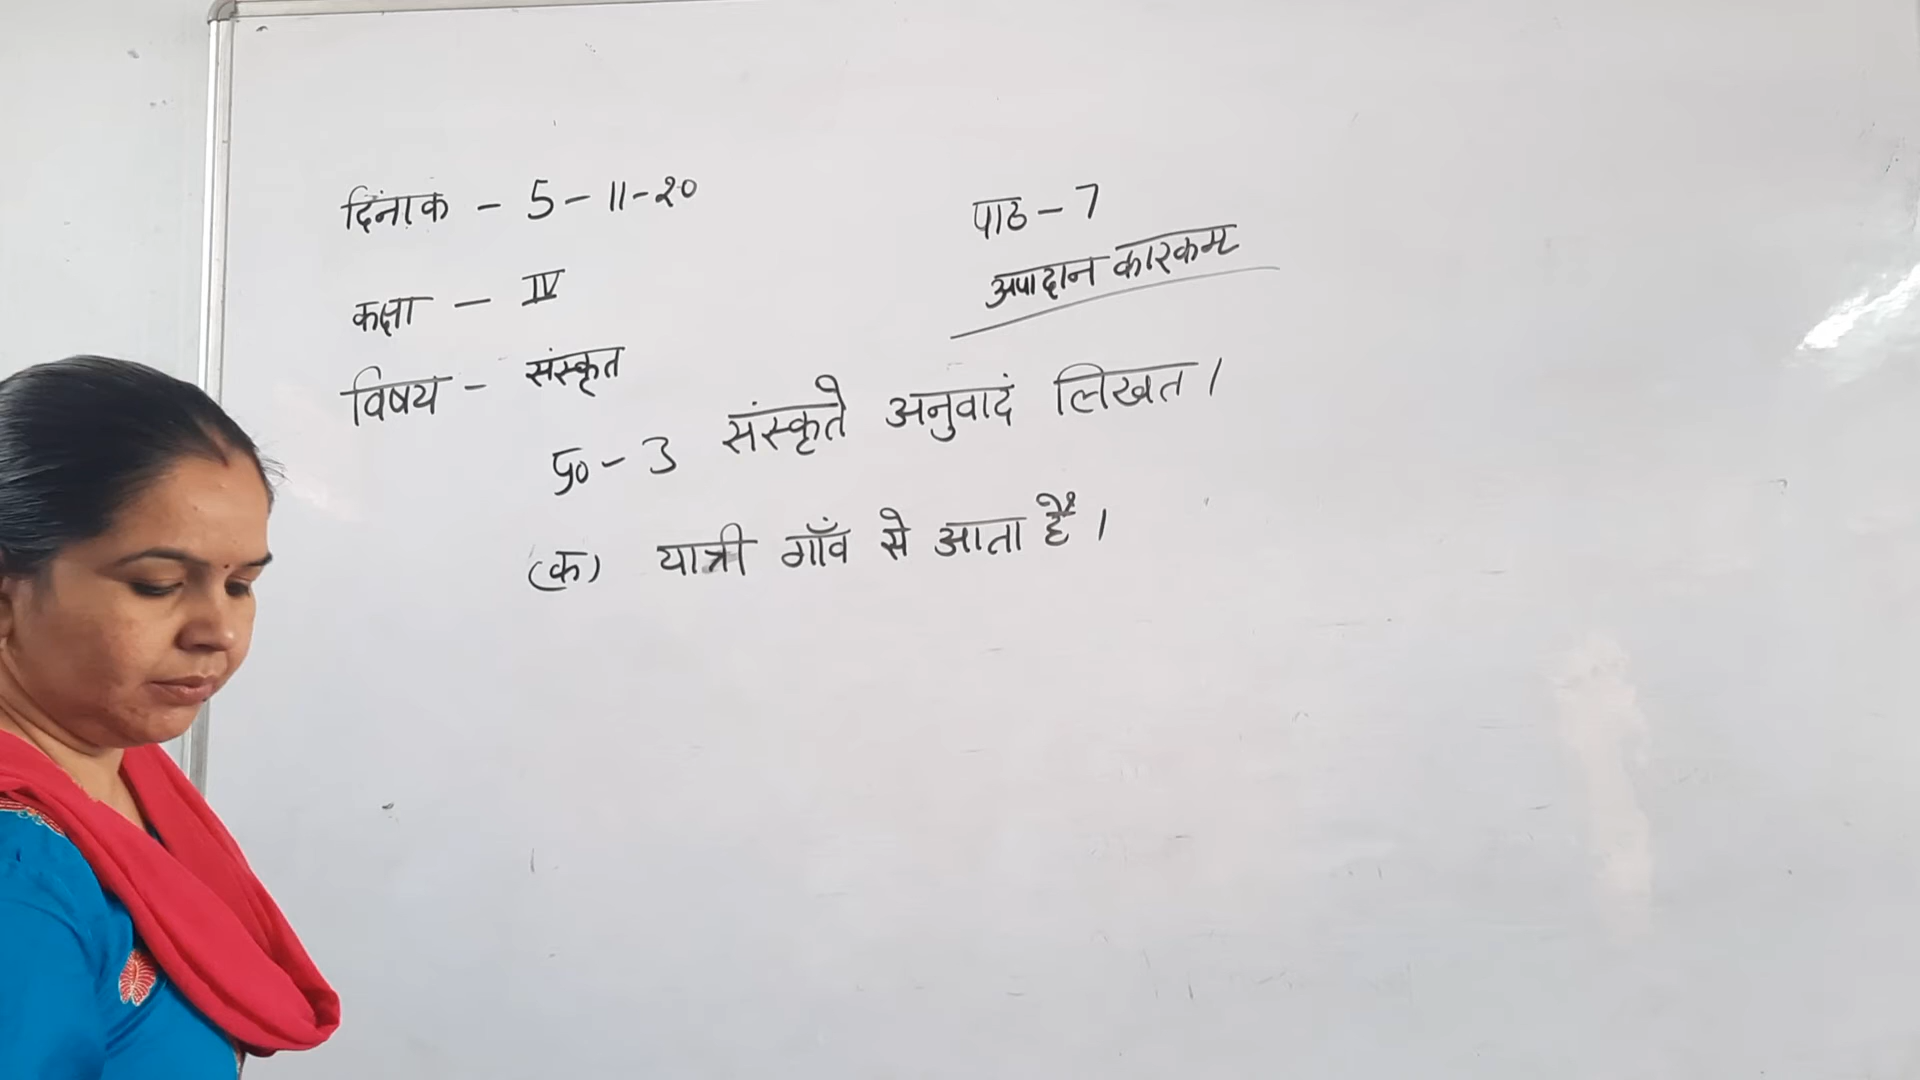 दिंनाक - 5-11-20
पाठ-7
अपादान कारकम्
कक्षा - IV
विषय - संस्कृत
प्र०-3 संस्कृते अनुवादं लिखत।
(क) यात्री गाँव से आता है।